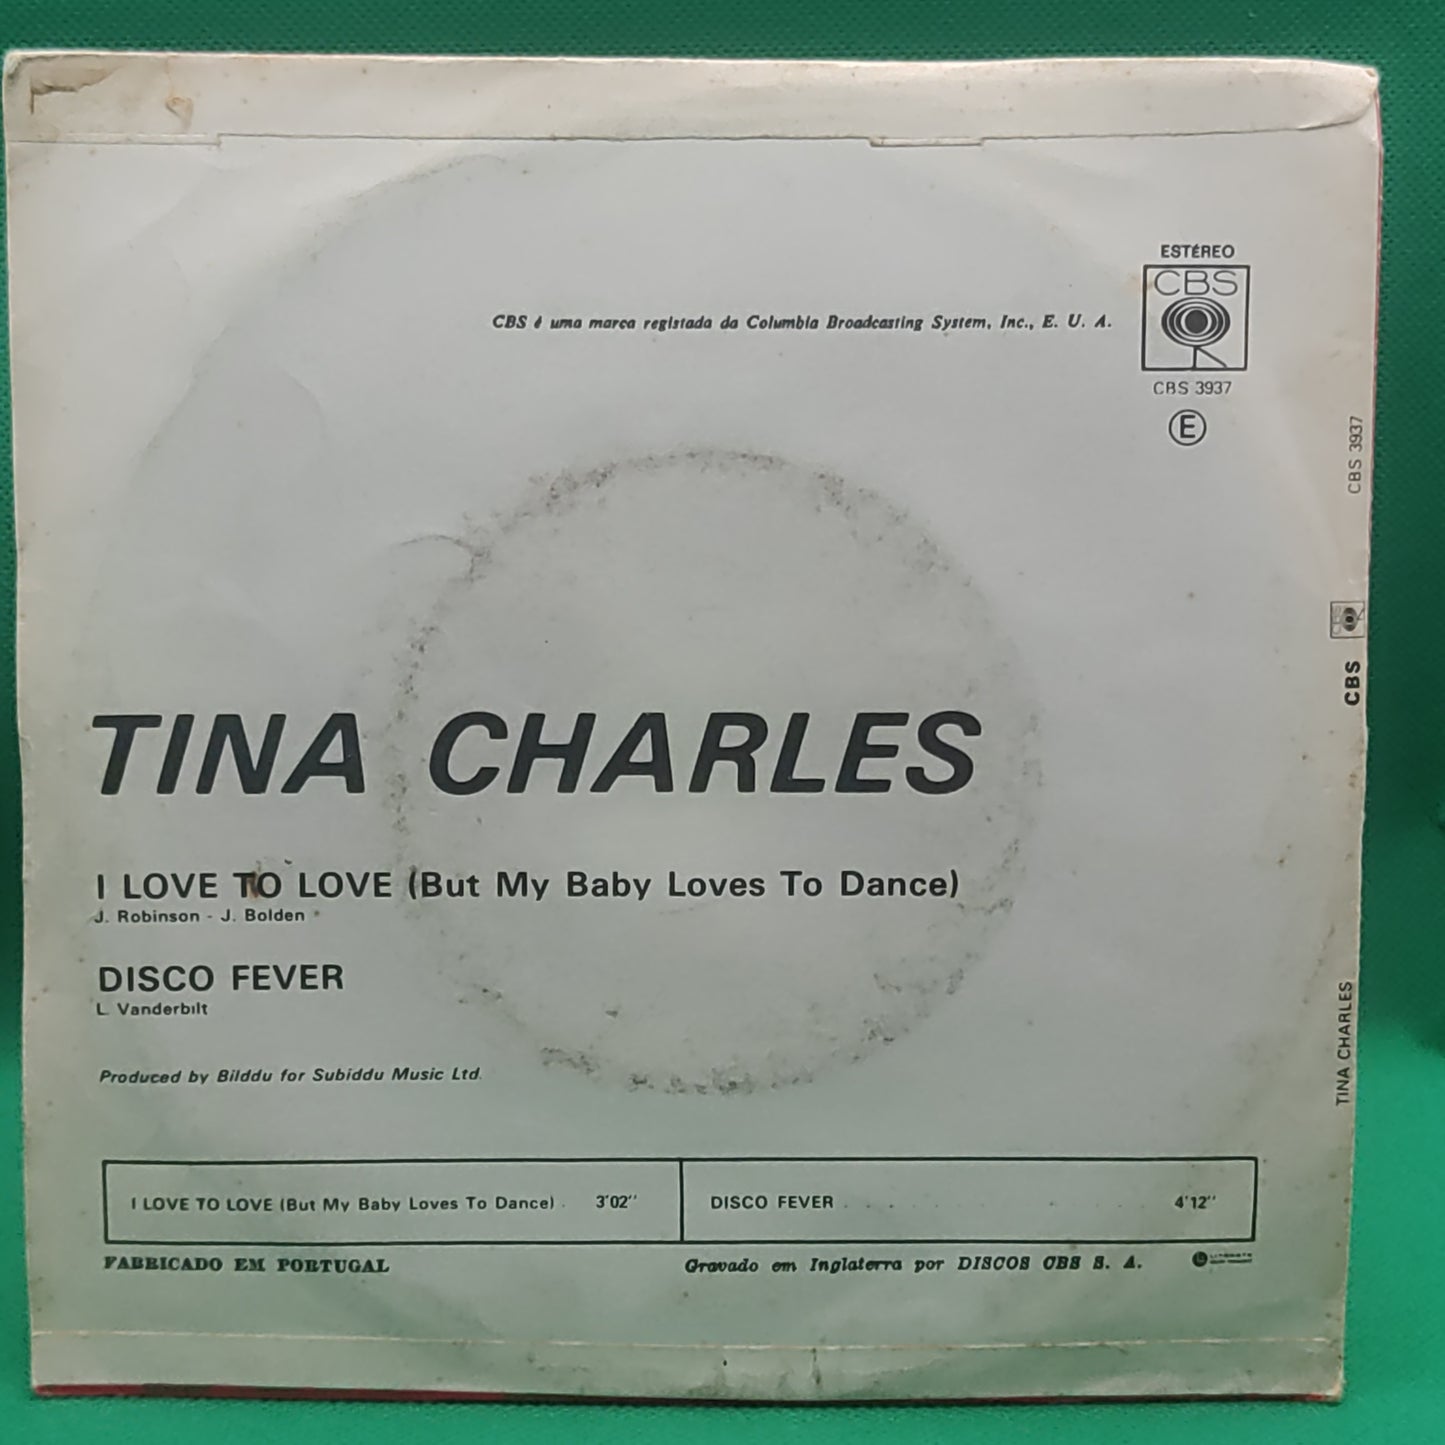 ESTÉREO
CBS
CBS é uma marca registada da Columbia Broadcasting System, Inc., E. U. A.
CBS 3937
E
CBS 3937
CBS
CBS
TINA CHARLES
TINA CHARLES
I LOVE TO LOVE (But My Baby Loves To Dance)
J. Robinson - J. Bolden
DISCO FEVER
L. Vanderbilt
Produced by Bilddu for Subiddu Music Ltd.
I LOVE TO LOVE (But My Baby Loves To Dance) . 3'02''
DISCO FEVER . . . . . . . . 4'12''
FABRICADO EM PORTUGAL
Gravado em Inglaterra por DISCOS CBS S. A.